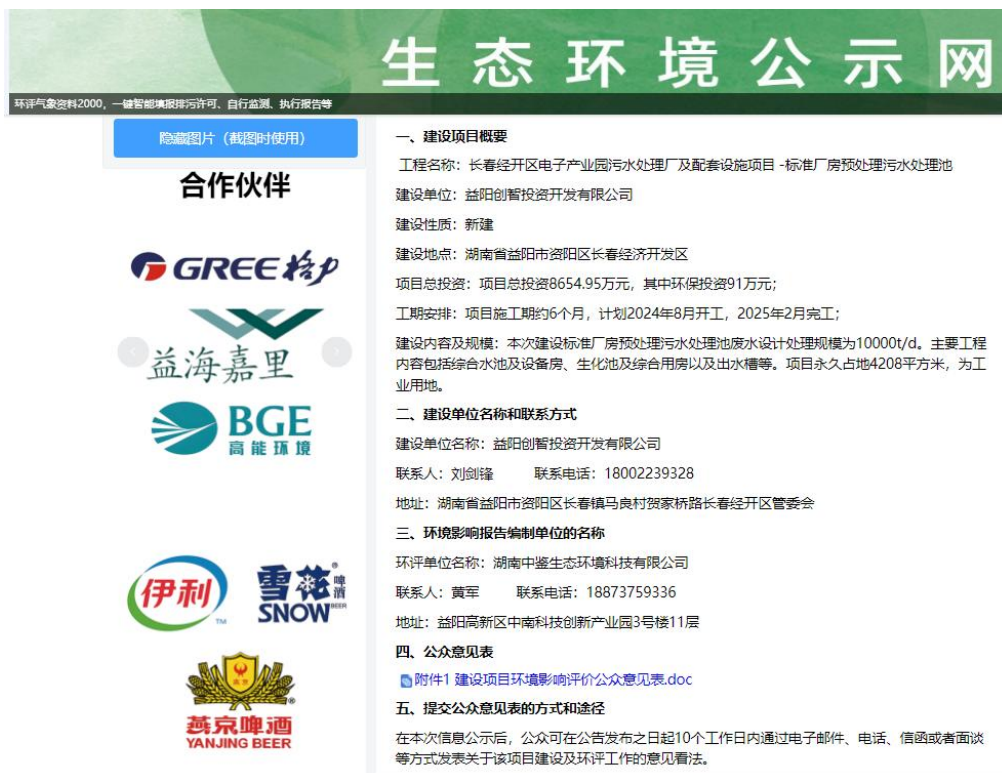 生态环境公示网
环评气象资料2000，一键智能填报排污许可、自行监测、执行报告等
隐藏图片（截图时使用）
合作伙伴
GREE格力
益海嘉里
BGE
高能环境
伊利
TM
雪花
啤酒
SNOW
BEER
燕京啤酒
YANJING BEER
一、建设项目概要
工程名称：长春经开区电子产业园污水处理厂及配套设施项目 -标准厂房预处理污水处理池
建设单位：益阳创智投资开发有限公司
建设性质：新建
建设地点：湖南省益阳市资阳区长春经济开发区
项目总投资：项目总投资8654.95万元，其中环保投资91万元；
工期安排：项目施工期约6个月，计划2024年8月开工，2025年2月完工；
建设内容及规模：本次建设标准厂房预处理污水处理池废水设计处理规模为10000t/d。主要工程
内容包括综合水池及设备房、生化池及综合用房以及出水槽等。项目永久占地4208平方米，为工
业用地。
二、建设单位名称和联系方式
建设单位名称：益阳创智投资开发有限公司
联系人：刘剑锋 联系电话：18002239328
地址：湖南省益阳市资阳区长春镇马良村贺家桥路长春经开区管委会
三、环境影响报告编制单位的名称
环评单位名称：湖南中鉴生态环境科技有限公司
联系人：黄军 联系电话：18873759336
地址：益阳高新区中南科技创新产业园3号楼11层
四、公众意见表
附件1 建设项目环境影响评价公众意见表.doc
五、提交公众意见表的方式和途径
在本次信息公示后，公众可在公告发布之日起10个工作日内通过电子邮件、电话、信函或者面谈
等方式发表关于该项目建设及环评工作的意见看法。